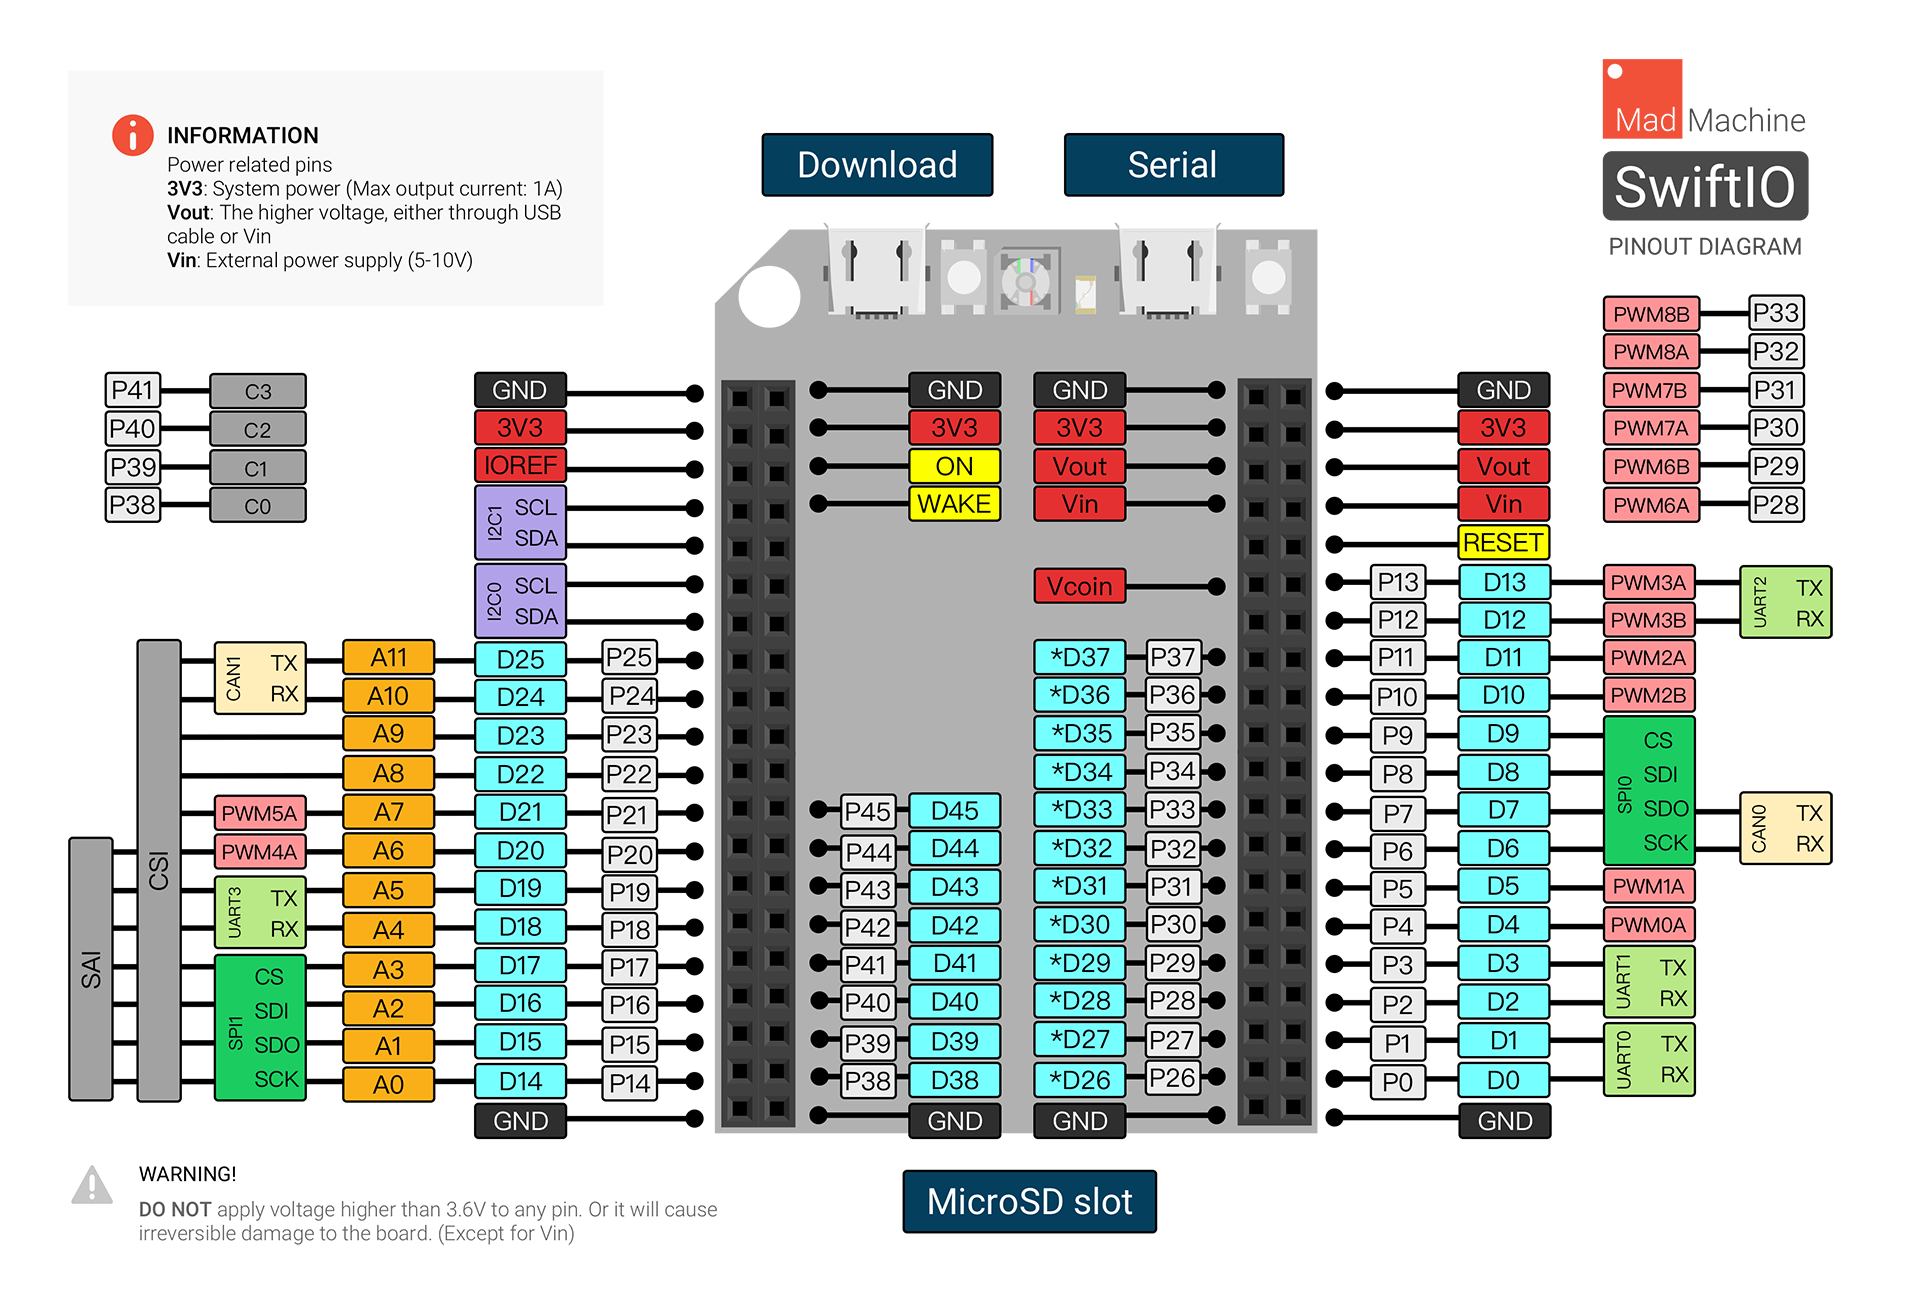 INFORMATION
Power related pins
3V3: System power (Max output current: 1A)
Vout: The higher voltage, either through USB
cable or Vin
Vin: External power supply (5-10V)
Download
Serial
Mad Machine
SwiftIO
PINOUT DIAGRAM
PWM8B P33
PWM8A P32
PWM7B P31
PWM7A P30
PWM6B P29
PWM6A P28
P41 C3
P40 C2
P39 C1
P38 C0
GND
3V3
IOREF
I2C1 SCL
SDA
I2C0 SCL
SDA
SAI
CSI
CAN1 TX A11 D25 P25
RX A10 D24 P24
A9 D23 P23
A8 D22 P22
PWM5A A7 D21 P21
PWM4A A6 D20 P20
UART3 TX A5 D19 P19
RX A4 D18 P18
SPI1 CS A3 D17 P17
SDI A2 D16 P16
SDO A1 D15 P15
SCK A0 D14 P14
GND
GND
3V3
ON
WAKE
P45 D45
P44 D44
P43 D43
P42 D42
P41 D41
P40 D40
P39 D39
P38 D38
GND
GND
3V3
Vout
Vin
Vcoin
*D37 P37
*D36 P36
*D35 P35
*D34 P34
*D33 P33
*D32 P32
*D31 P31
*D30 P30
*D29 P29
*D28 P28
*D27 P27
*D26 P26
GND
GND
3V3
Vout
Vin
RESET
P13 D13 PWM3A UART2 TX
P12 D12 PWM3B RX
P11 D11 PWM2A
P10 D10 PWM2B
P9 D9 SPI0 CS
P8 D8 SDI
P7 D7 SDO CAN0 TX
P6 D6 SCK RX
P5 D5 PWM1A
P4 D4 PWM0A
P3 D3 UART1 TX
P2 D2 RX
P1 D1 UART0 TX
P0 D0 RX
GND
MicroSD slot
WARNING!
DO NOT apply voltage higher than 3.6V to any pin. Or it will cause
irreversible damage to the board. (Except for Vin)